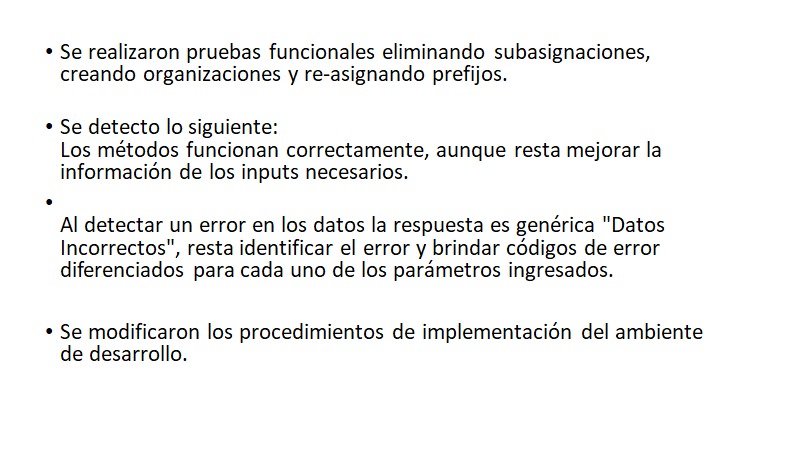 • Se realizaron pruebas funcionales eliminando subasignaciones,
creando organizaciones y re-asignando prefijos.
• Se detecto lo siguiente:
Los métodos funcionan correctamente, aunque resta mejorar la
información de los inputs necesarios.
•
Al detectar un error en los datos la respuesta es genérica "Datos
Incorrectos", resta identificar el error y brindar códigos de error
diferenciados para cada uno de los parámetros ingresados.
• Se modificaron los procedimientos de implementación del ambiente
de desarrollo.